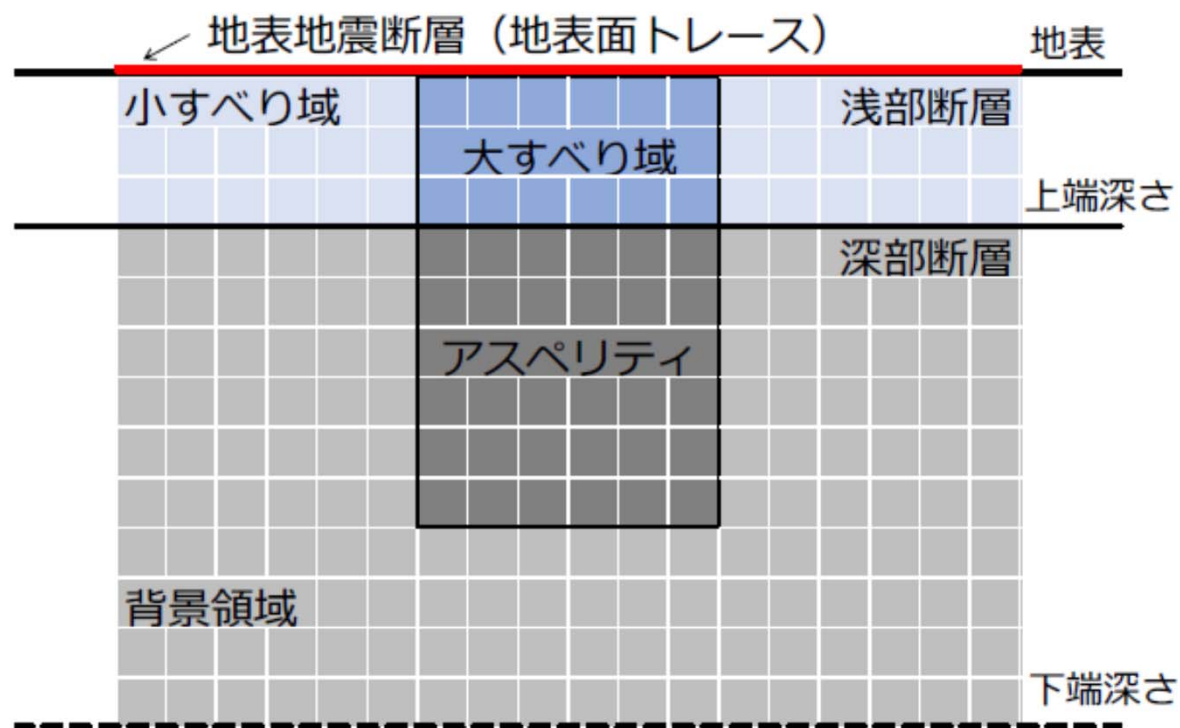 地表地震断層（地表面トレース）
地表
小すべり域
浅部断層
大すべり域
上端深さ
深部断層
アスペリティ
背景領域
下端深さ